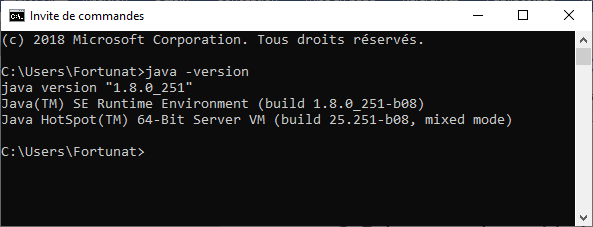 Invite de commandes
(c) 2018 Microsoft Corporation. Tous droits réservés.
C:\Users\Fortunat>java -version
java version "1.8.0_251"
Java(TM) SE Runtime Environment (build 1.8.0_251-b08)
Java HotSpot(TM) 64-Bit Server VM (build 25.251-b08, mixed mode)
C:\Users\Fortunat>